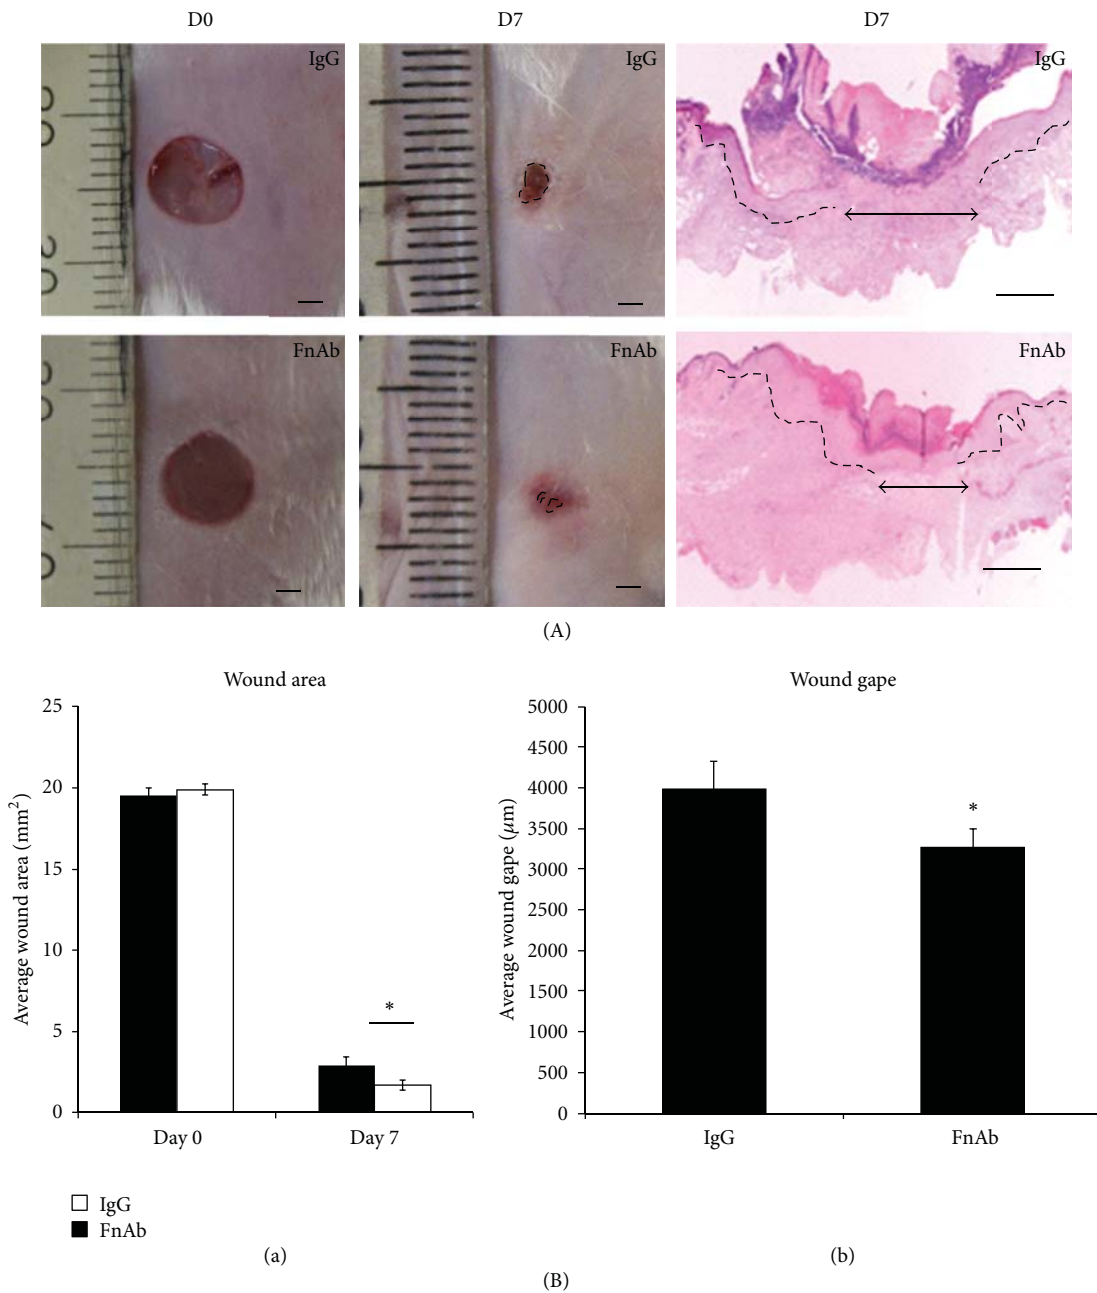 D0 D7 D7
IgG IgG IgG
FnAb FnAb FnAb
(A)
Wound area
25
20
15
10
5
0
Average wound area (mm²)
*
Day 0 Day 7
IgG
FnAb
(a)
Wound gape
5000
4500
4000
3500
3000
2500
2000
1500
1000
500
0
Average wound gape (μm)
*
IgG FnAb
(b)
(B)